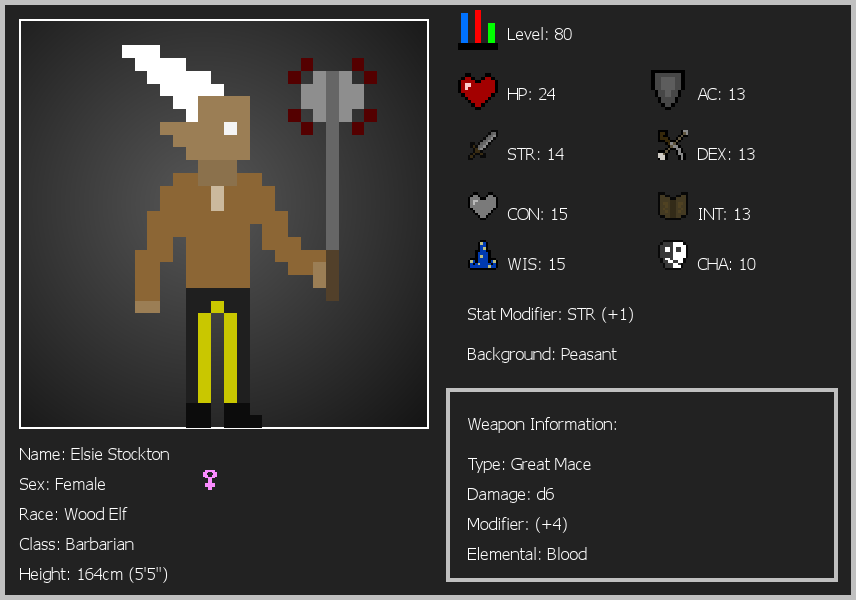 Level: 80
HP: 24
AC: 13
STR: 14
DEX: 13
CON: 15
INT: 13
WIS: 15
CHA: 10
Stat Modifier: STR (+1)
Background: Peasant
Weapon Information:
Type: Great Mace
Damage: d6
Modifier: (+4)
Elemental: Blood
Name: Elsie Stockton
Sex: Female
Race: Wood Elf
Class: Barbarian
Height: 164cm (5'5")